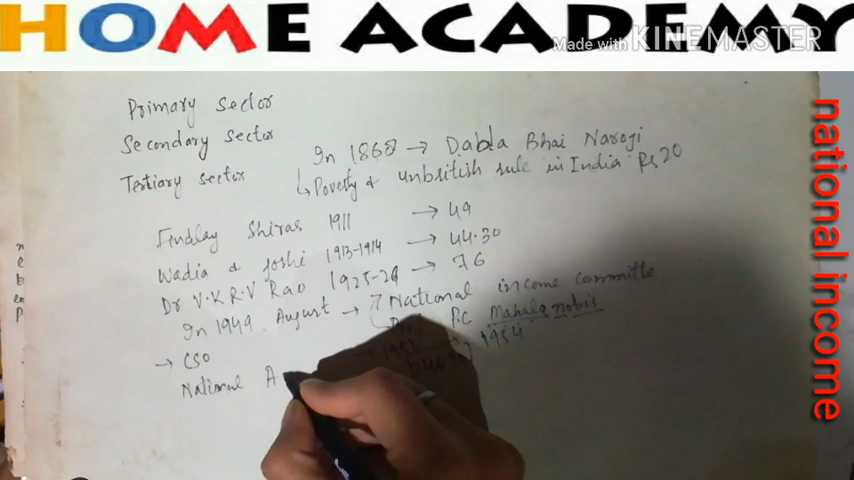 HOME ACADEMY
Made with KINEMASTER
national income
Primary Sector
Secondary Sector
Tertiary Sector
In 1868 → Daba Bhai Naroji
Poverty & unbritish rule in India Rs 20
Findlay Shiras 1911 → 49
Wadia & Joshi 1913-1914 → 44.30
Dr V.K.R.V Rao 1925-29 → 76
In 1949 August → National income committe
P.C Mahalanobis
→ CSO 1954
National A